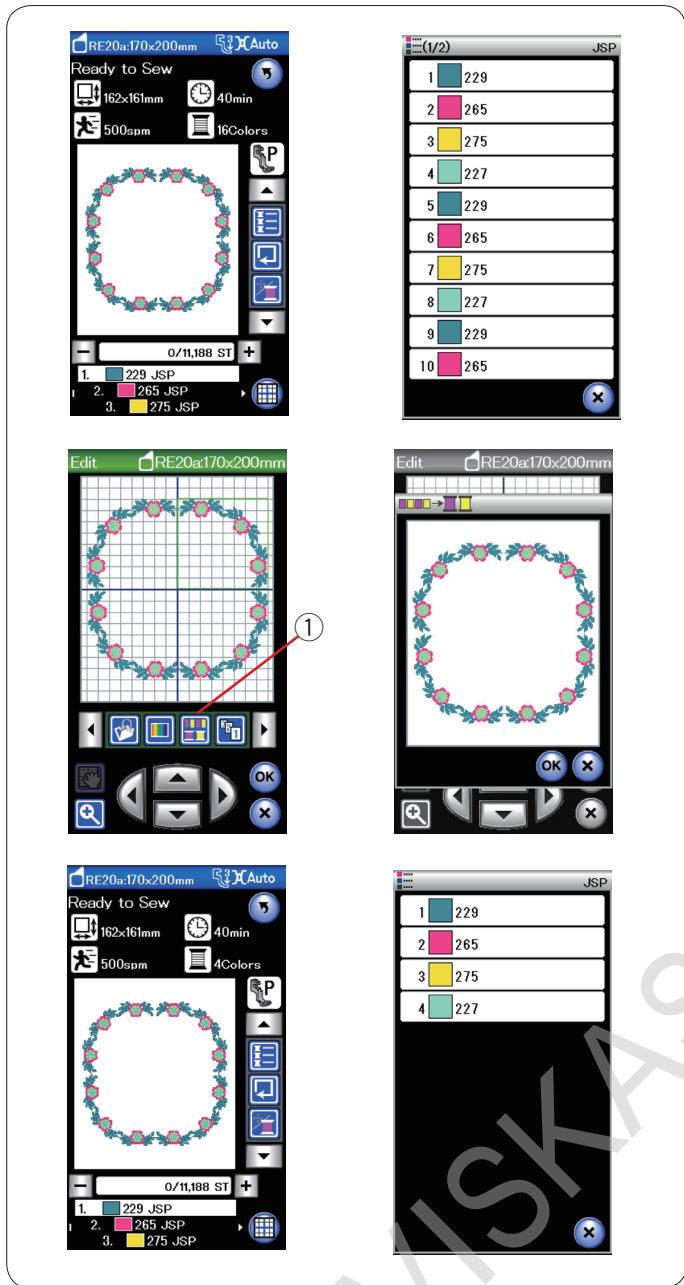 RE20a:170x200mm Auto
Ready to Sew
162x161mm 40min
500spm 16Colors
P
0/11,188 ST
1. 229 JSP
2. 265 JSP
3. 275 JSP
(1/2) JSP
1 229
2 265
3 275
4 227
5 229
6 265
7 275
8 227
9 229
10 265
Edit RE20a:170x200mm
①
OK
Edit RE20a:170x200mm
OK
RE20a:170x200mm Auto
Ready to Sew
162x161mm 40min
500spm 4Colors
P
0/11,188 ST
1. 229 JSP
2. 265 JSP
3. 275 JSP
JSP
1 229
2 265
3 275
4 227